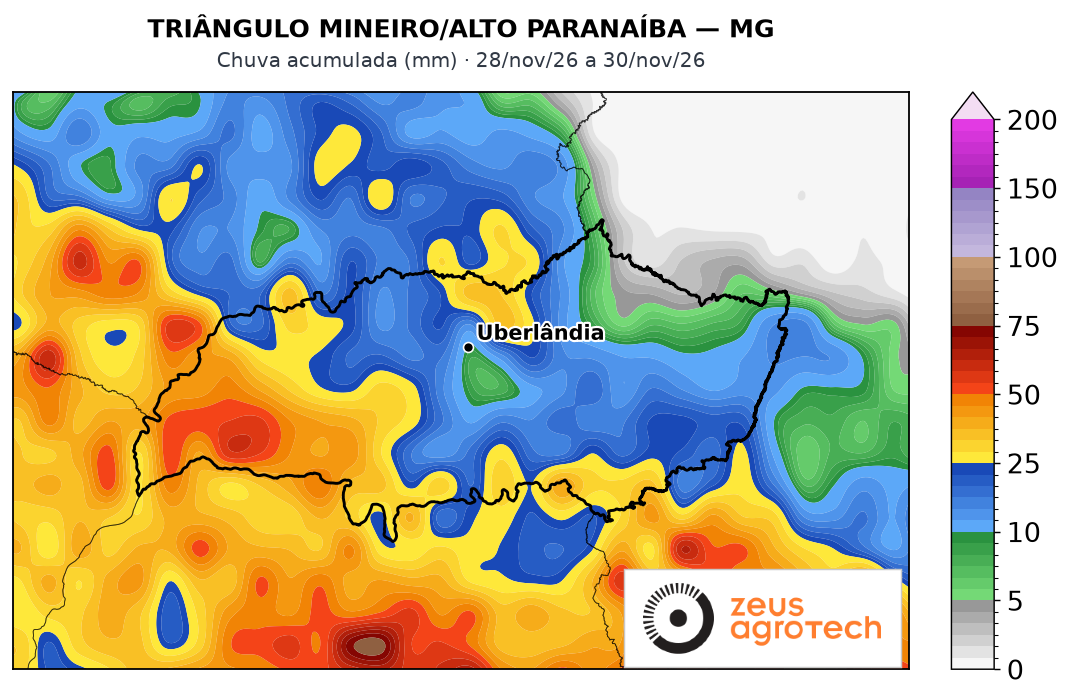 TRIÂNGULO MINEIRO/ALTO PARANAÍBA — MG
Chuva acumulada (mm) · 28/nov/26 a 30/nov/26
Uberlândia
200
150
100
75
50
25
10
5
0
zeus
agrotech